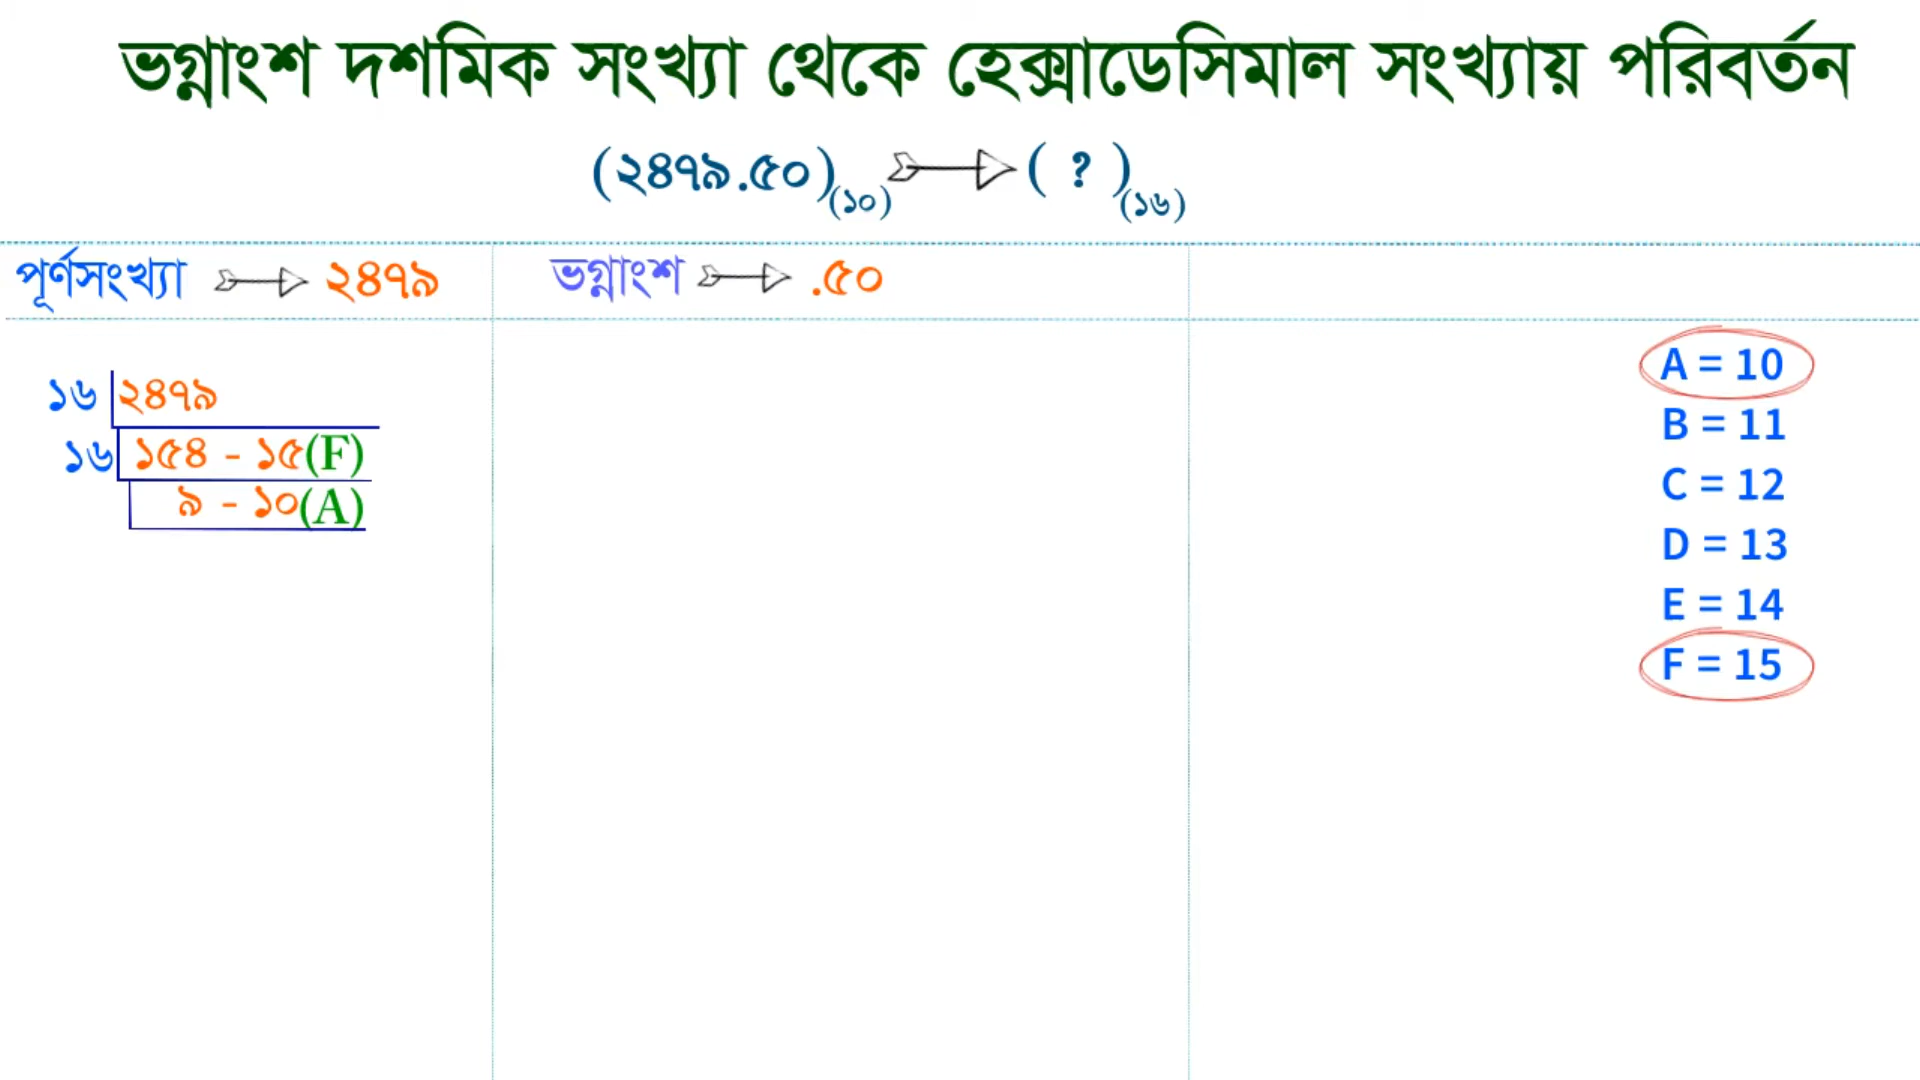 ভগ্নাংশ দশমিক সংখ্যা থেকে হেক্সাডেসিমাল সংখ্যায় পরিবর্তন
(২৪৭৯.৫০)(১০) ( ? )(১৬)
পূর্ণসংখ্যা ২৪৭৯
ভগ্নাংশ .৫০
১৬ ২৪৭৯
১৬ ১৫৪ - ১৫(F)
৯ - ১০(A)
A = 10
B = 11
C = 12
D = 13
E = 14
F = 15